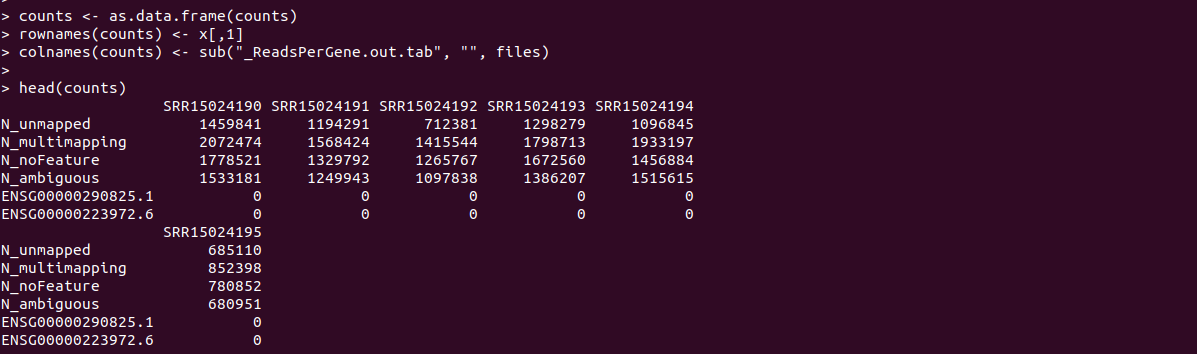 > counts <- as.data.frame(counts)
> rownames(counts) <- x[,1]
> colnames(counts) <- sub("_ReadsPerGene.out.tab", "", files)
>
> head(counts)
                  SRR15024190 SRR15024191 SRR15024192 SRR15024193 SRR15024194
N_unmapped            1459841     1194291      712381     1298279     1096845
N_multimapping        2072474     1568424     1415544     1798713     1933197
N_noFeature           1778521     1329792     1265767     1672560     1456884
N_ambiguous           1533181     1249943     1097838     1386207     1515615
ENSG00000290825.1           0           0           0           0           0
ENSG00000223972.6           0           0           0           0           0
                  SRR15024195
N_unmapped             685110
N_multimapping         852398
N_noFeature            780852
N_ambiguous            680951
ENSG00000290825.1           0
ENSG00000223972.6           0